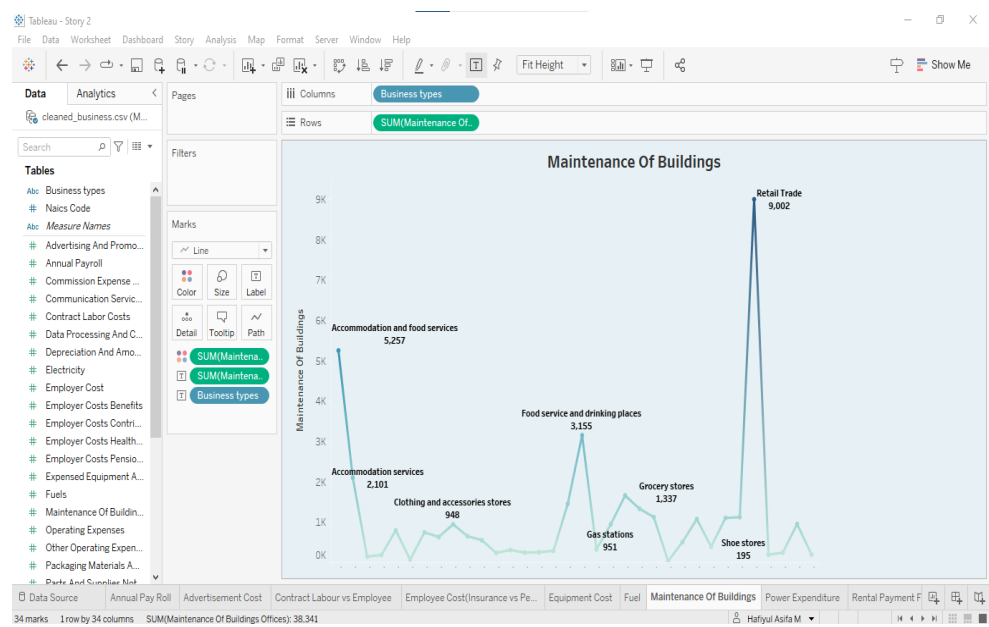 Tableau - Story 2
File Data Worksheet Dashboard Story Analysis Map Format Server Window Help
Fit Height
Show Me
Data Analytics
cleaned_business.csv (M...
Search
Tables
Abc Business types
# Naics Code
Abc Measure Names
# Advertising And Promo...
# Annual Payroll
# Commission Expense ...
# Communication Servic...
# Contract Labor Costs
# Data Processing And C...
# Depreciation And Amo...
# Electricity
# Employer Cost
# Employer Costs Benefits
# Employer Costs Contri...
# Employer Costs Health...
# Employer Costs Pensio...
# Expensed Equipment A...
# Fuels
# Maintenance Of Buildin...
# Operating Expenses
# Other Operating Expen...
# Packaging Materials A...
# Parts And Supplies Not
Pages
Filters
Marks
Line
Color Size Label
Detail Tooltip Path
SUM(Maintena..
SUM(Maintena..
Business types
Columns
Business types
Rows
SUM(Maintenance Of..
Maintenance Of Buildings
Maintenance Of Buildings
9K
8K
7K
6K
5K
4K
3K
2K
1K
0K
Retail Trade
9,002
Accommodation and food services
5,257
Food service and drinking places
3,155
Accommodation services
2,101
Grocery stores
1,337
Clothing and accessories stores
948
Gas stations
951
Shoe stores
195
Data Source Annual Pay Roll Advertisement Cost Contract Labour vs Employee Employee Cost(Insurance vs Pe... Equipment Cost Fuel Maintenance Of Buildings Power Expenditure Rental Payment F
34 marks 1 row by 34 columns SUM(Maintenance Of Buildings Offices): 38,341
Hafiyul Asifa M